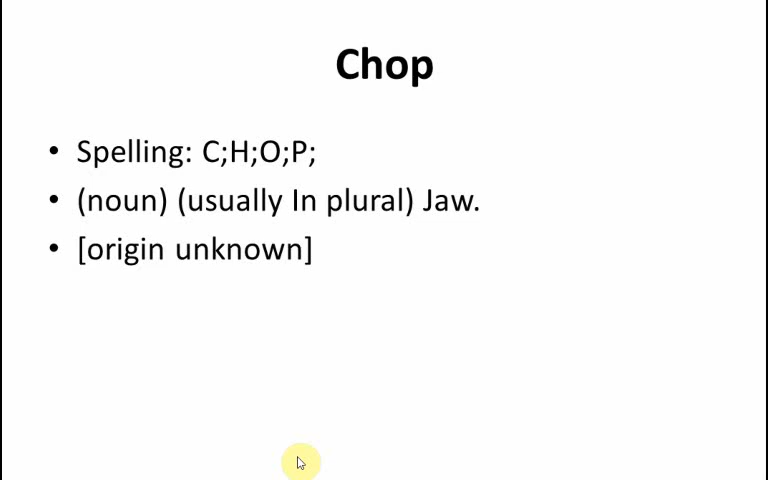 Chop
• Spelling: C;H;O;P;
• (noun) (usually In plural) Jaw.
• [origin unknown]